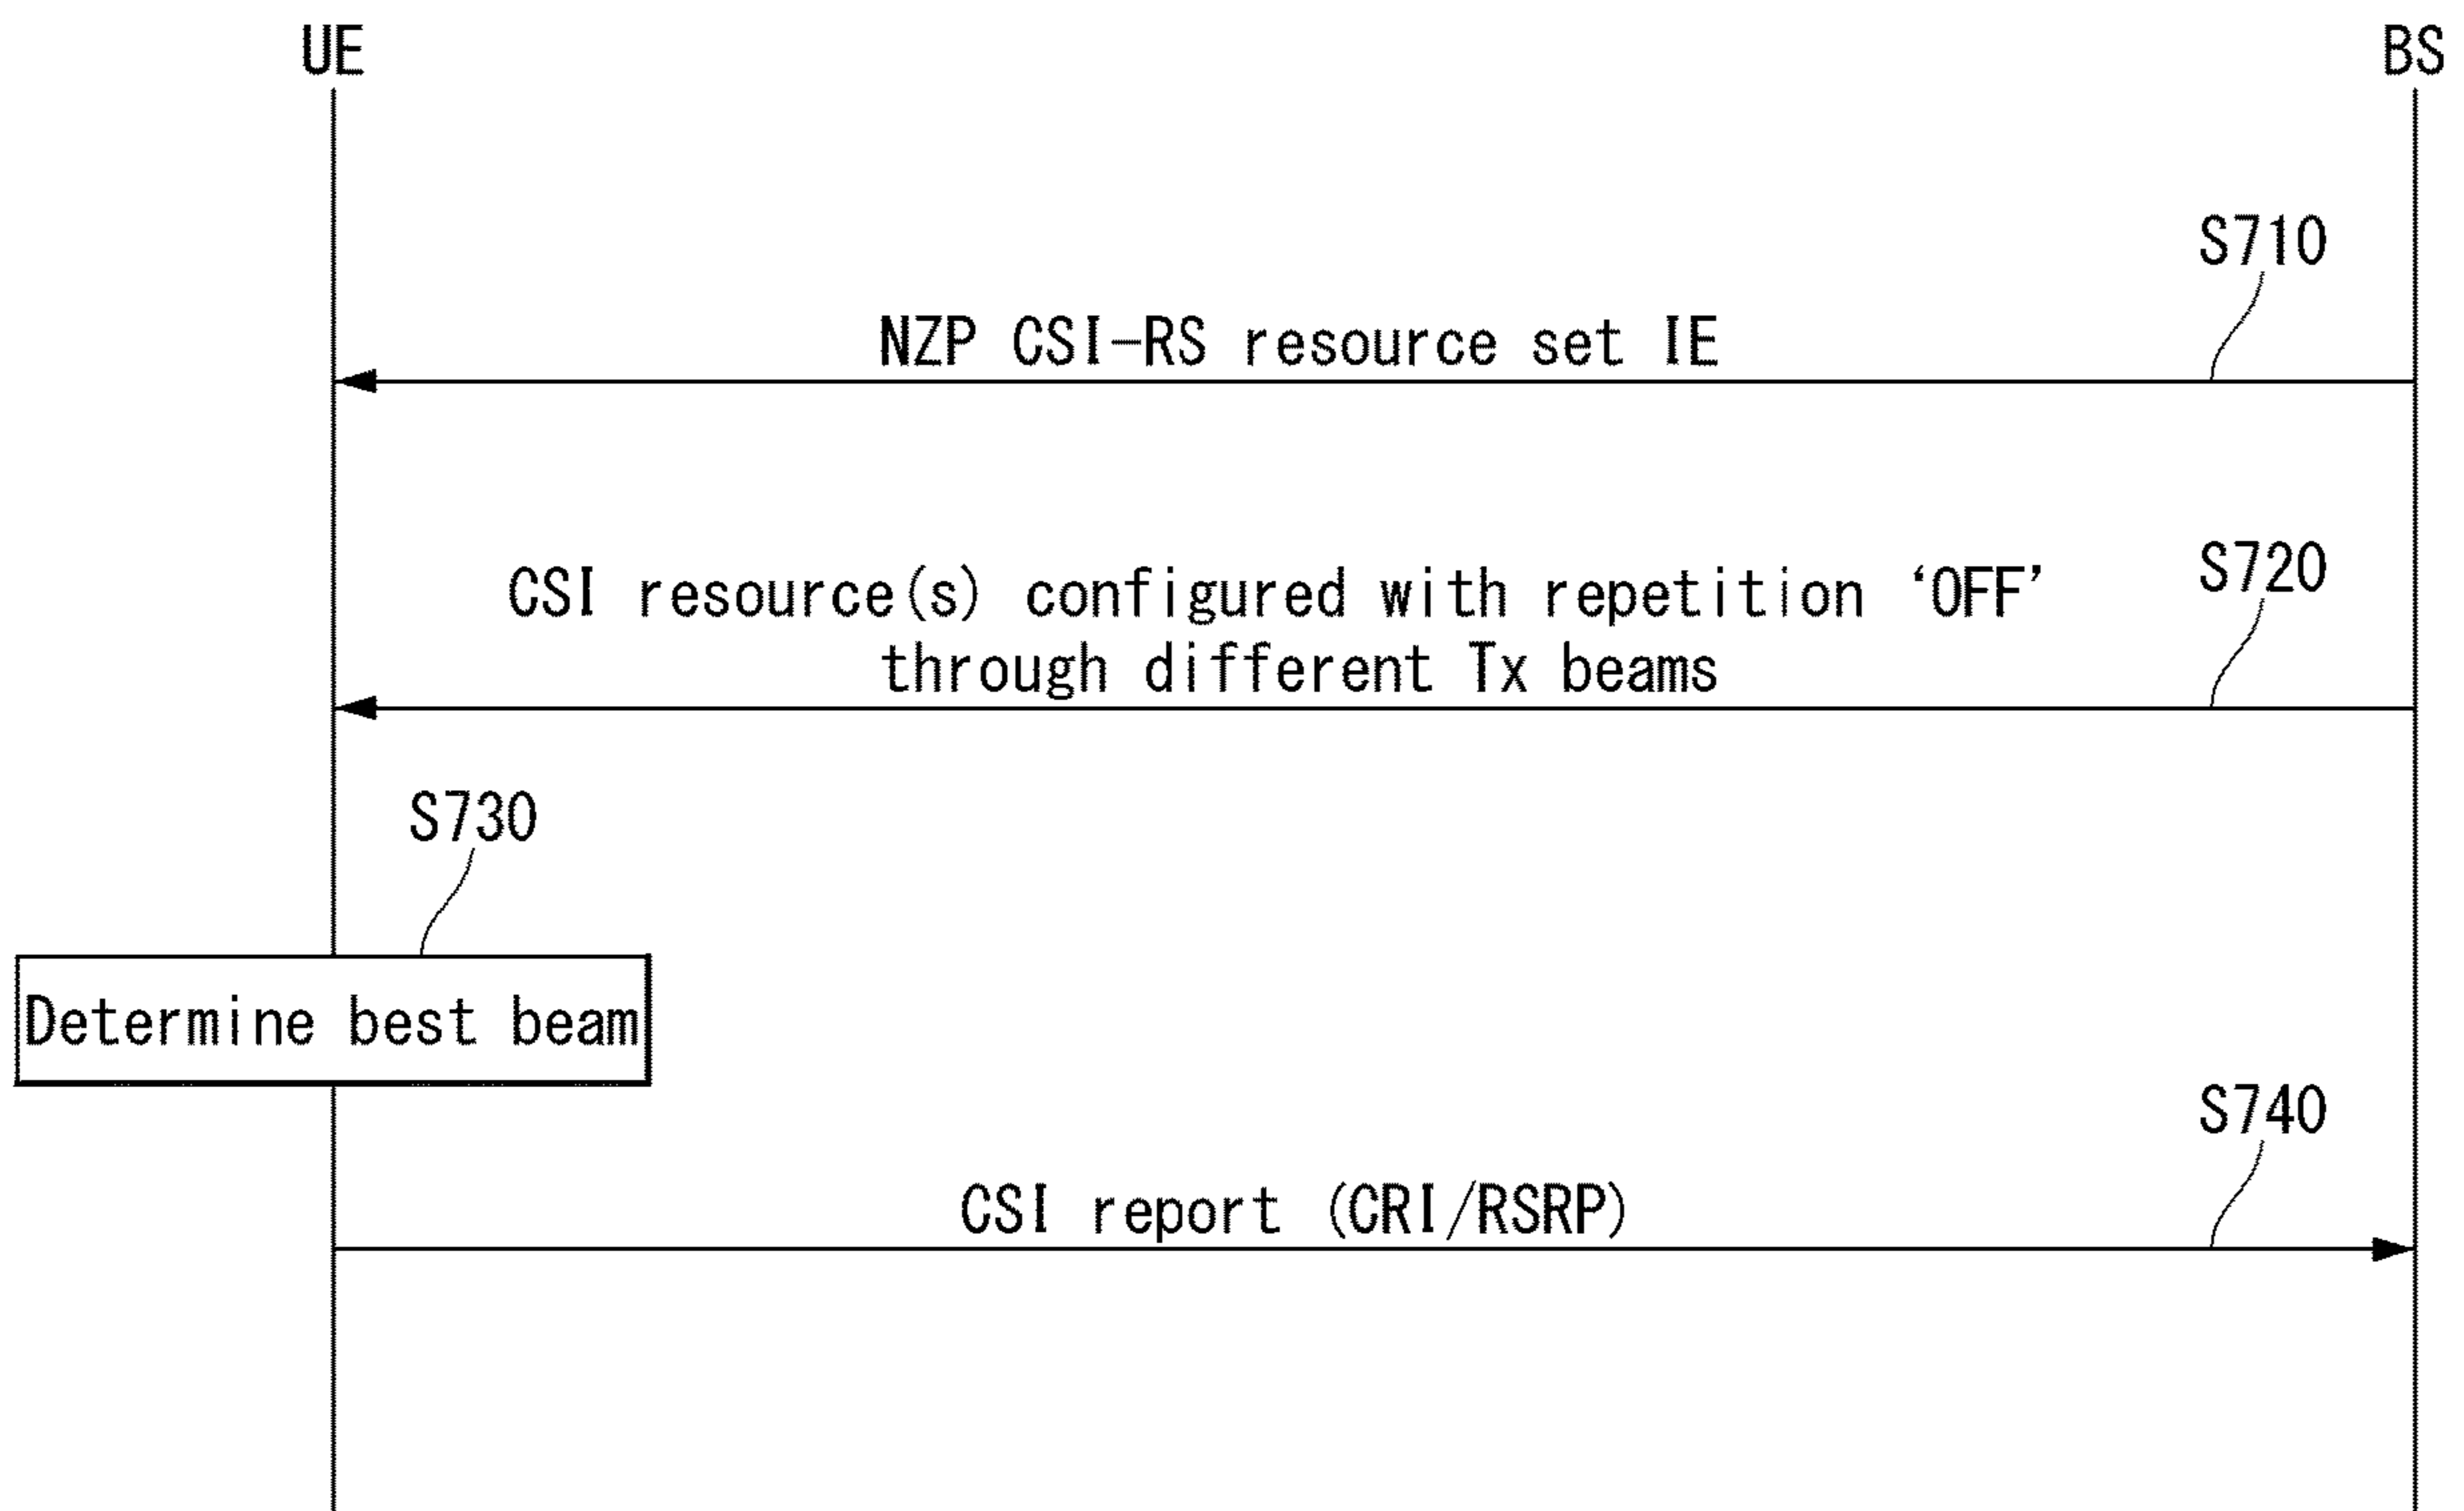 UE
BS
S710
NZP CSI-RS resource set IE
S720
CSI resource(s) configured with repetition ‘OFF’
through different Tx beams
S730
Determine best beam
S740
CSI report (CRI/RSRP)